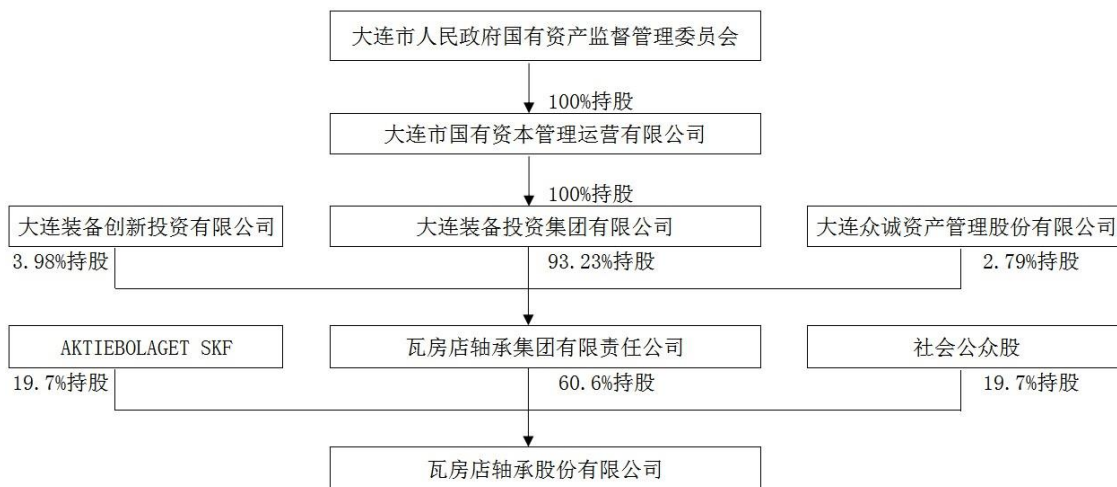 大连市人民政府国有资产监督管理委员会
100%持股
大连市国有资本管理运营有限公司
100%持股
大连装备创新投资有限公司
大连装备投资集团有限公司
大连众诚资产管理股份有限公司
3.98%持股
93.23%持股
2.79%持股
AKTIEBOLAGET SKF
瓦房店轴承集团有限责任公司
社会公众股
19.7%持股
60.6%持股
19.7%持股
瓦房店轴承股份有限公司